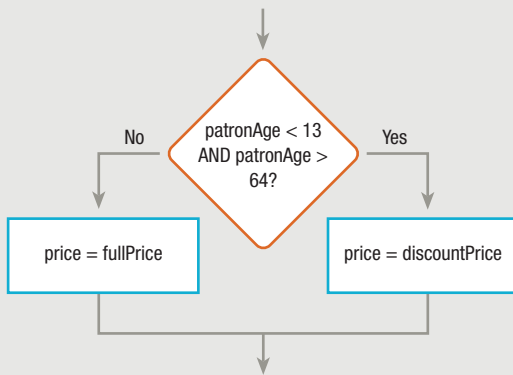 No
patronAge < 13
AND patronAge >
64?
Yes
price = fullPrice
price = discountPrice